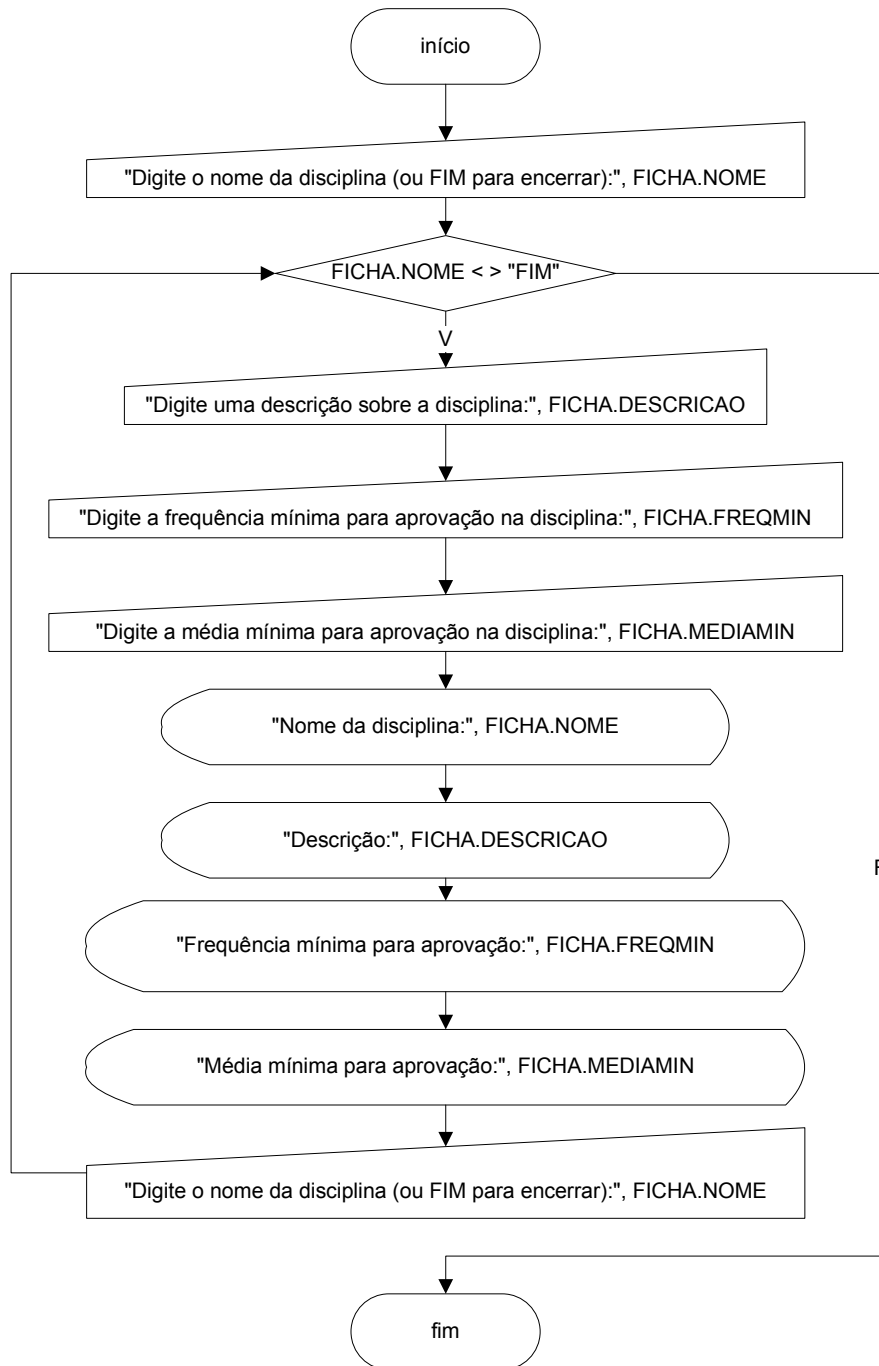 início
"Digite o nome da disciplina (ou FIM para encerrar):", FICHA.NOME
FICHA.NOME < > "FIM"
V
"Digite uma descrição sobre a disciplina:", FICHA.DESCRICAO
"Digite a frequência mínima para aprovação na disciplina:", FICHA.FREQMIN
"Digite a média mínima para aprovação na disciplina:", FICHA.MEDIAMIN
"Nome da disciplina:", FICHA.NOME
"Descrição:", FICHA.DESCRICAO
F
"Frequência mínima para aprovação:", FICHA.FREQMIN
"Média mínima para aprovação:", FICHA.MEDIAMIN
"Digite o nome da disciplina (ou FIM para encerrar):", FICHA.NOME
fim